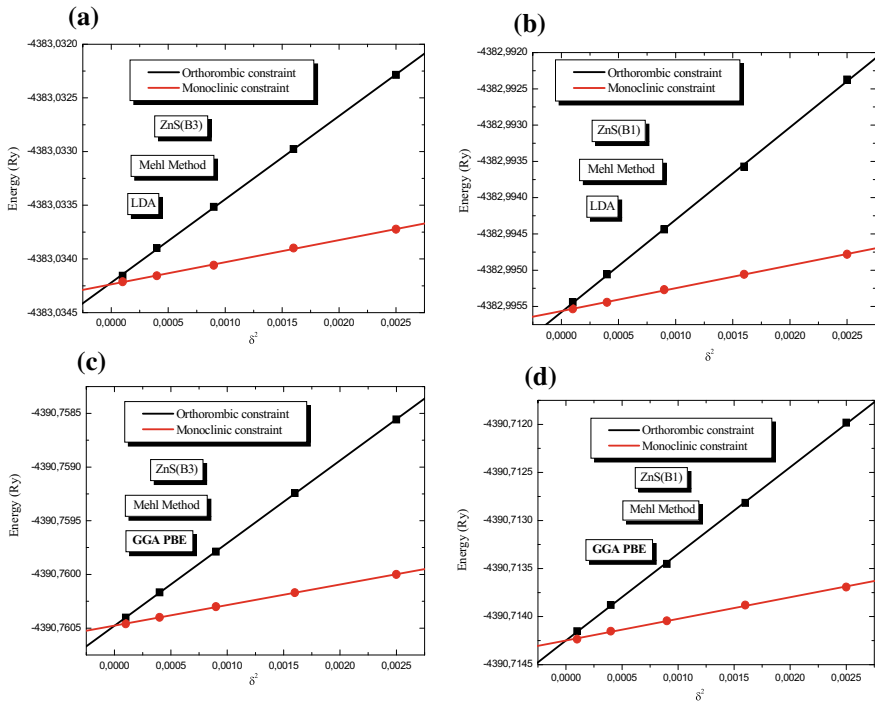 (a)
-4383,0320
-4383,0325
-4383,0330
-4383,0335
-4383,0340
-4383,0345
Energy (Ry)
Orthorombic constraint
Monoclinic constraint
ZnS(B3)
Mehl Method
LDA
0,0000 0,0005 0,0010 0,0015 0,0020 0,0025
δ²
(b)
-4382,9920
-4382,9925
-4382,9930
-4382,9935
-4382,9940
-4382,9945
-4382,9950
-4382,9955
Energy (Ry)
Orthorombic constraint
Monoclinic constraint
ZnS(B1)
Mehl Method
LDA
0,0000 0,0005 0,0010 0,0015 0,0020 0,0025
δ²
(c)
-4390,7585
-4390,7590
-4390,7595
-4390,7600
-4390,7605
Energy (Ry)
Orthorombic constraint
Monoclinic constraint
ZnS(B3)
Mehl Method
GGA PBE
0,0000 0,0005 0,0010 0,0015 0,0020 0,0025
δ²
(d)
-4390,7120
-4390,7125
-4390,7130
-4390,7135
-4390,7140
-4390,7145
Energy (Ry)
Orthorombic constraint
Monoclinic constraint
ZnS(B1)
Mehl Method
GGA PBE
0,0000 0,0005 0,0010 0,0015 0,0020 0,0025
δ²